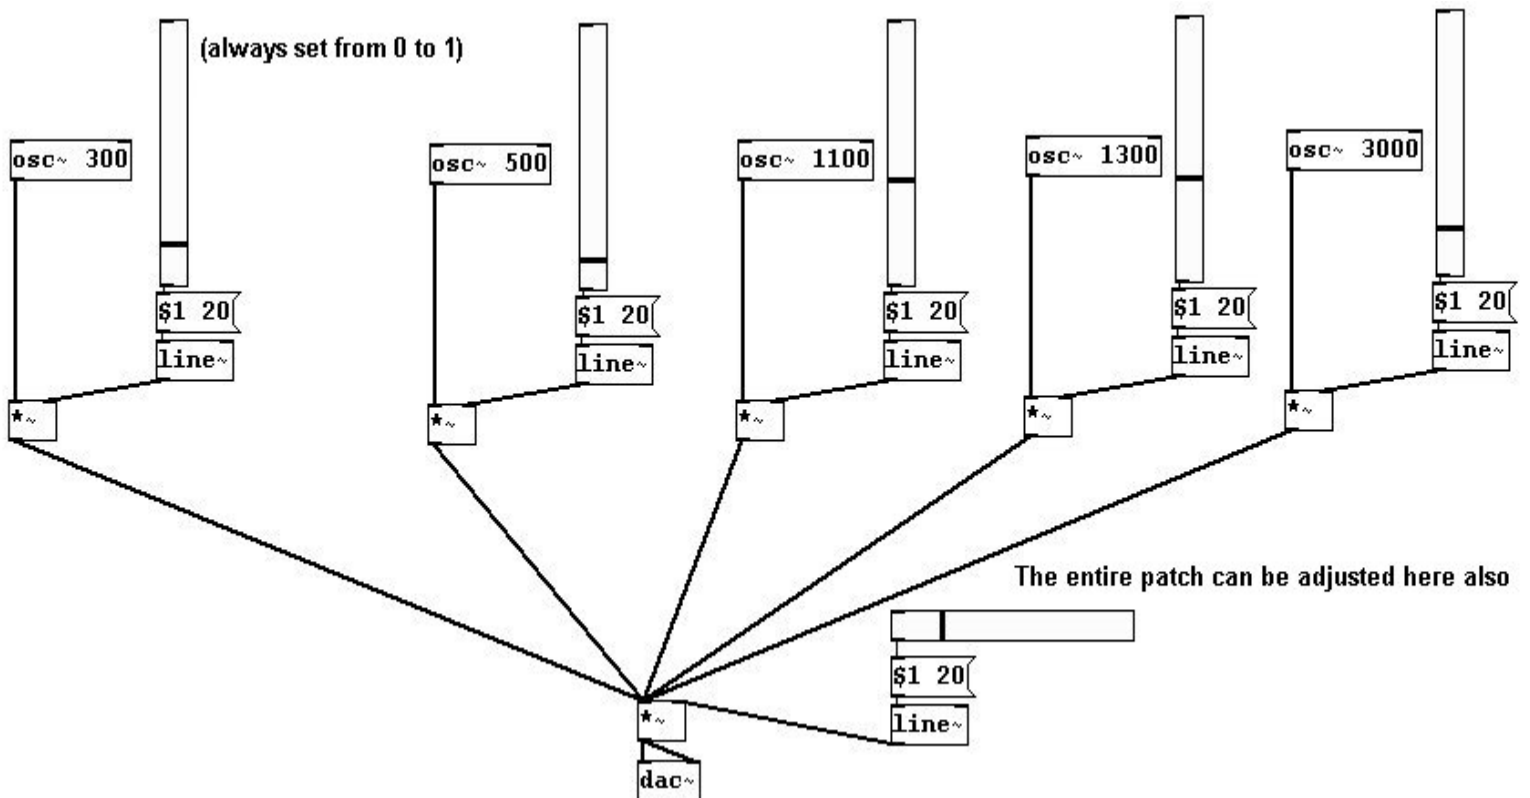 (always set from 0 to 1)
osc~ 300
osc~ 500
osc~ 1100
osc~ 1300
osc~ 3000
$1 20
$1 20
$1 20
$1 20
$1 20
line~
line~
line~
line~
line~
*~
*~
*~
*~
*~
The entire patch can be adjusted here also
$1 20
line~
*~
dac~